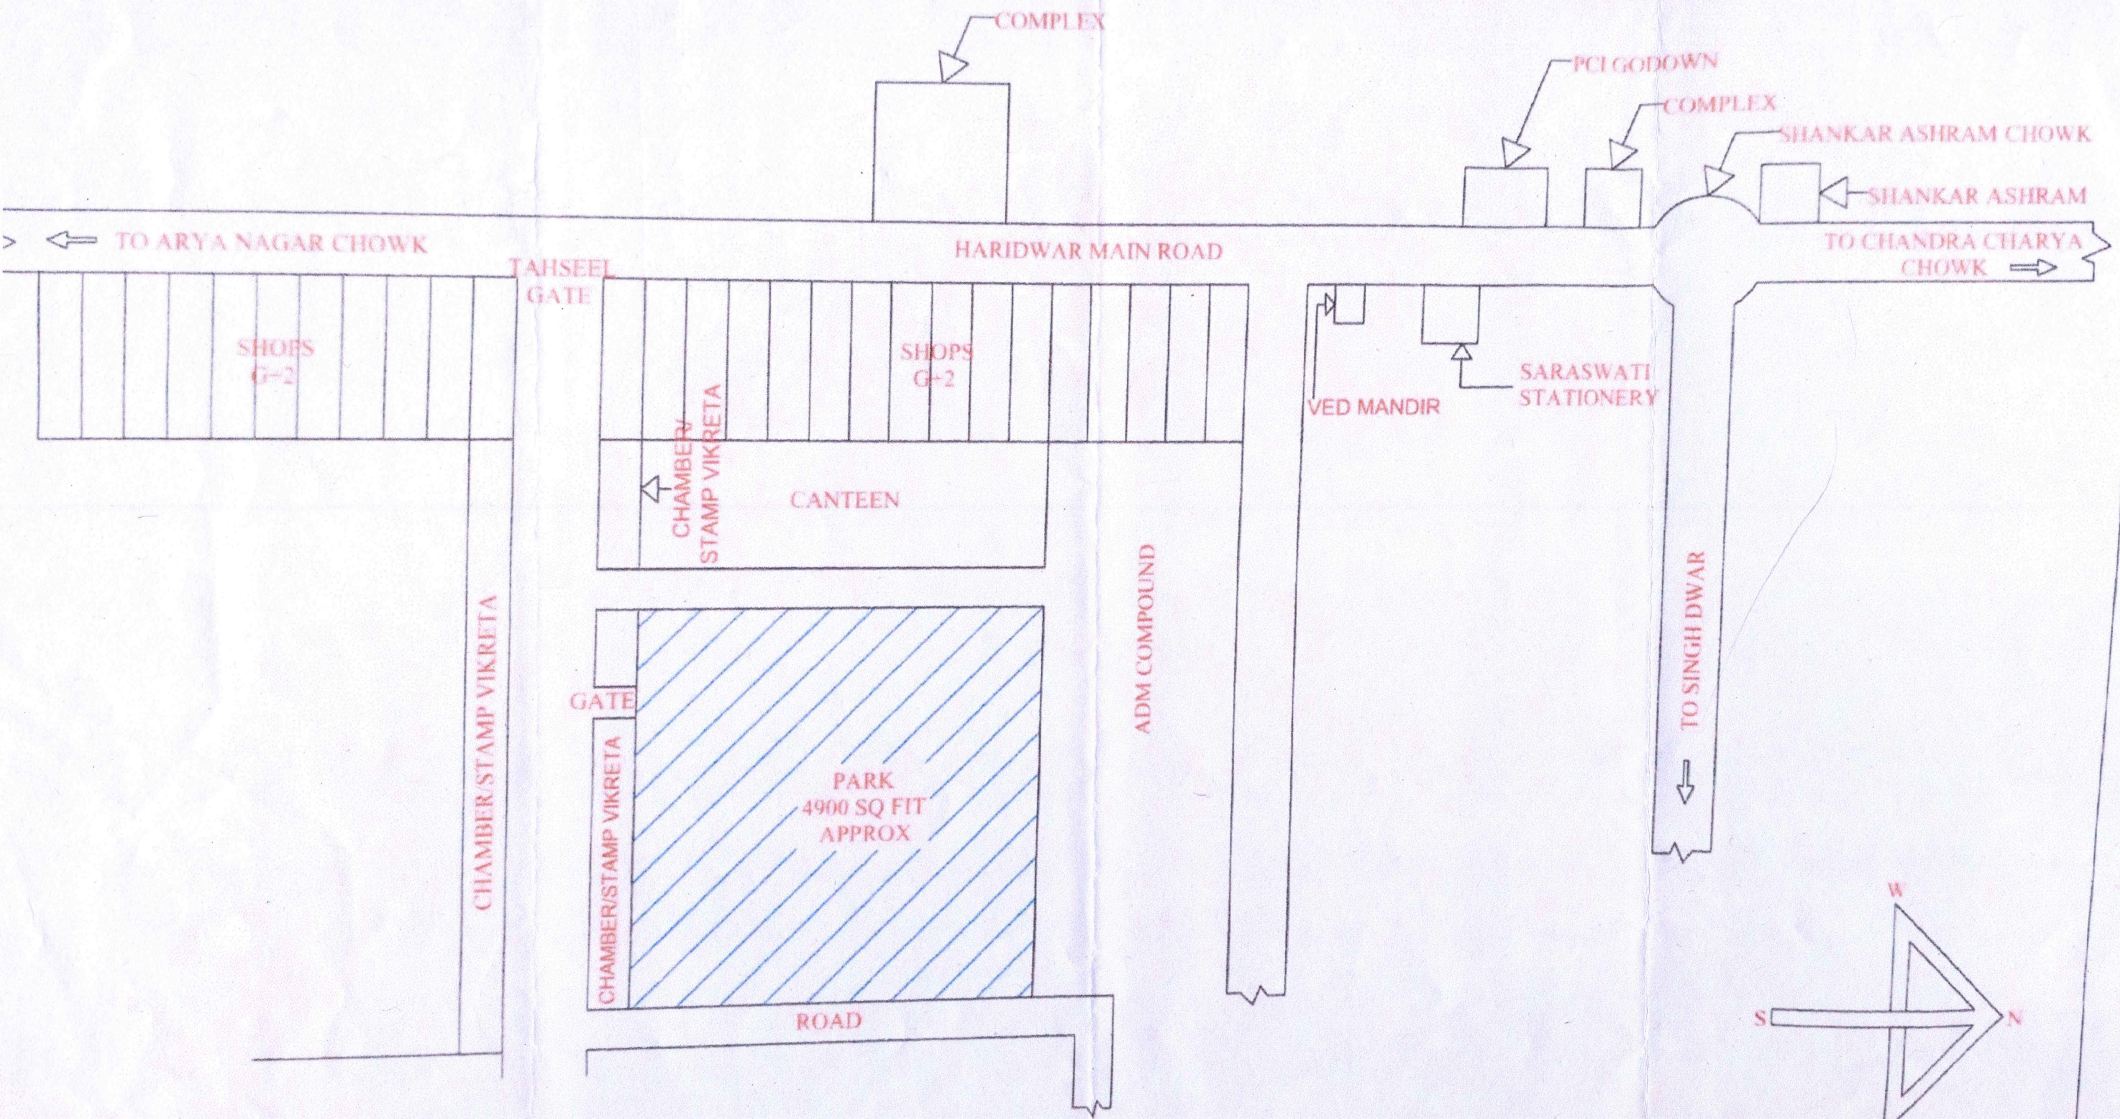 COMPLEX
PCI GODOWN
COMPLEX
SHANKAR ASHRAM CHOWK
SHANKAR ASHRAM
TO ARYA NAGAR CHOWK
HARIDWAR MAIN ROAD
TO CHANDRA CHARYA
CHOWK
TAHSEEL
GATE
SHOPS
G+2
SHOPS
G+2
VED MANDIR
SARASWATI
STATIONERY
CHAMBER/
STAMP VIKRETA
CANTEEN
CHAMBER/STAMP VIKRETA
ADM COMPOUND
TO SINGH DWAR
GATE
CHAMBER/STAMP VIKRETA
PARK
4900 SQ FIT
APPROX
ROAD
W
S
N